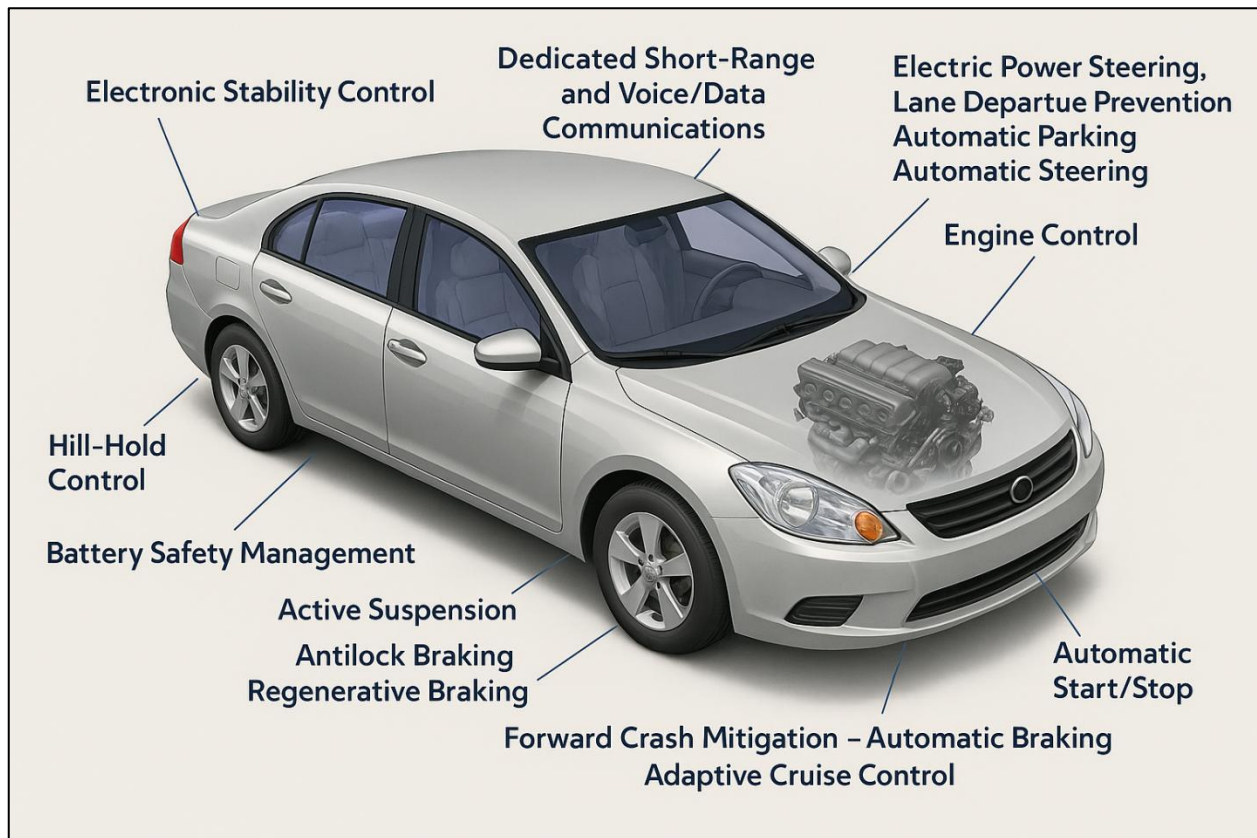 Electronic Stability Control
Dedicated Short-Range
and Voice/Data
Communications
Electric Power Steering,
Lane Departue Prevention
Automatic Parking
Automatic Steering
Engine Control
Hill-Hold
Control
Battery Safety Management
Active Suspension
Antilock Braking
Regenerative Braking
Automatic
Start/Stop
Forward Crash Mitigation – Automatic Braking
Adaptive Cruise Control